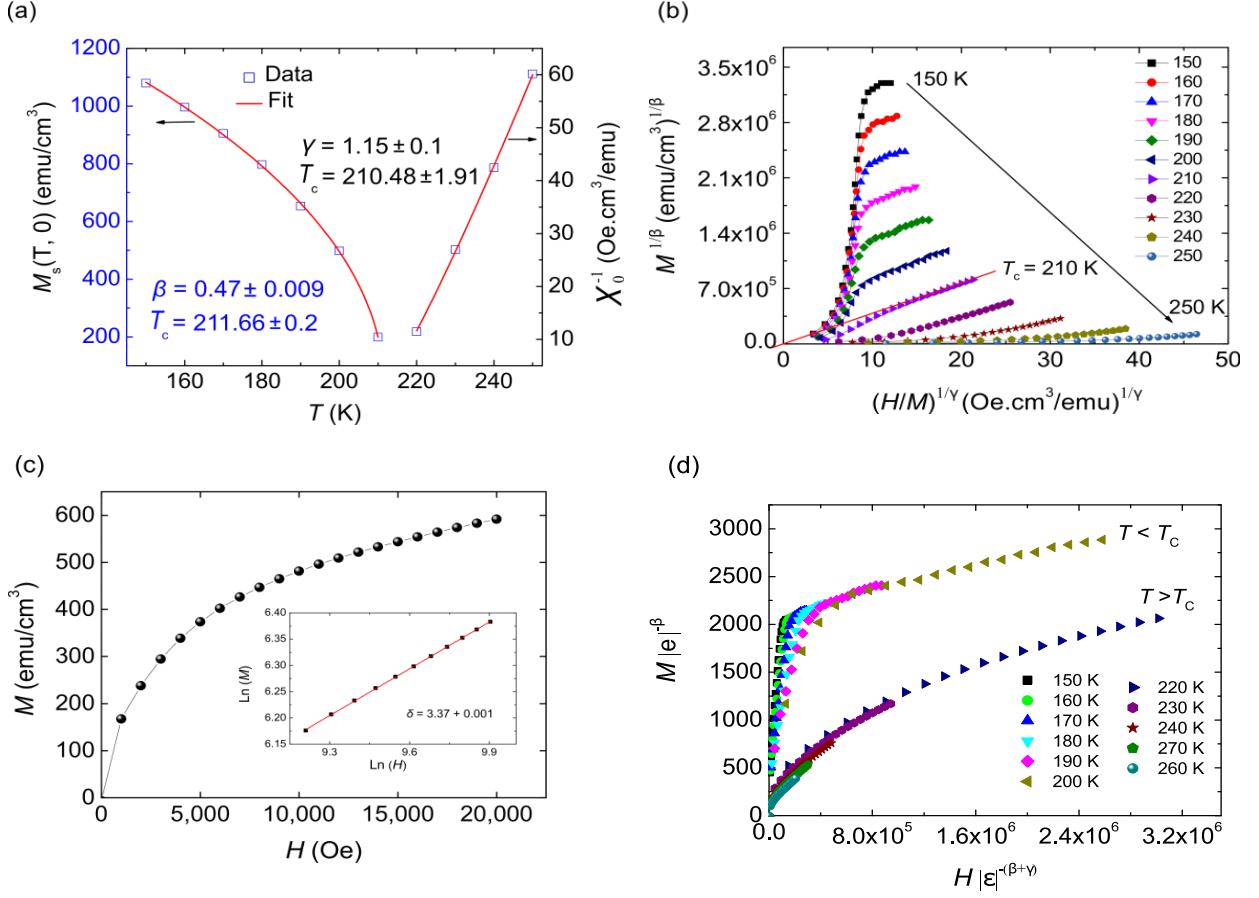 (a)
1200
1100
1000
900
800
600
500
400
200
160
180
200
220
240
60
50
40
20
10
Data
Fit
γ = 1.15 ± 0.1
T_c = 210.48 ±1.91
β = 0.47± 0.009
T_c = 211.66 ±0.2
M_s(T, 0) (emu/cm³)
χ₀⁻¹ (Oe.cm³/emu)
T (K)
(b)
3.5x10⁶
2.8x10⁶
2.1x10⁶
1.4x10⁶
7.0x10⁵
0.0
0
10
20
30
40
50
M^{1/β} (emu/cm³)^{1/β}
(H/M)^{1/γ} (Oe.cm³/emu)^{1/γ}
150 K
T_c = 210 K
250 K
150
160
170
180
190
200
210
220
230
240
250
(c)
600
500
400
300
200
100
0
0
5,000
10,000
15,000
20,000
M (emu/cm³)
H (Oe)
6.40
6.35
6.30
6.25
6.20
6.15
9.3
9.6
9.9
Ln (M)
Ln (H)
δ = 3.37 + 0.001
(d)
3000
2500
2000
1500
1000
500
0
0.0
8.0x10⁵
1.6x10⁶
2.4x10⁶
3.2x10⁶
M |e|^{-β}
H |ε|^{-(β+γ)}
T < T_C
T >T_C
150 K
160 K
170 K
180 K
190 K
200 K
220 K
230 K
240 K
270 K
260 K